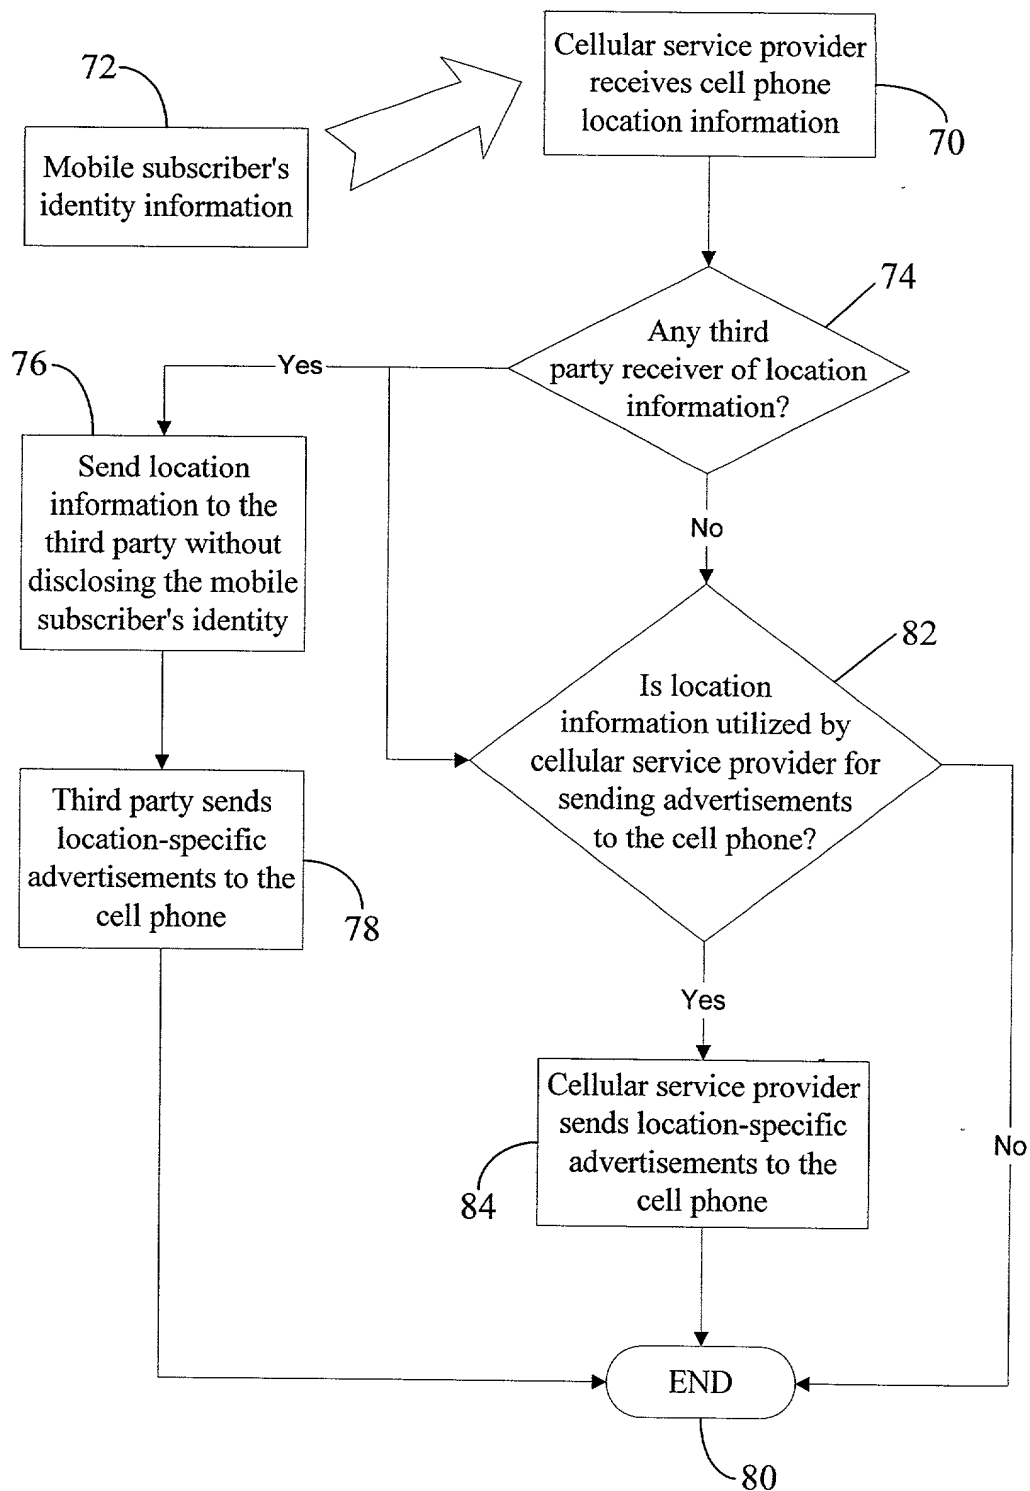 72
Mobile subscriber's
identity information
Cellular service provider
receives cell phone
location information
70
74
Any third
party receiver of location
information?
Yes
76
Send location
information to the
third party without
disclosing the mobile
subscriber's identity
No
82
Is location
information utilized by
cellular service provider for
sending advertisements
to the cell phone?
Third party sends
location-specific
advertisements to the
cell phone
78
Yes
Cellular service provider
sends location-specific
advertisements to the
cell phone
84
No
END
80